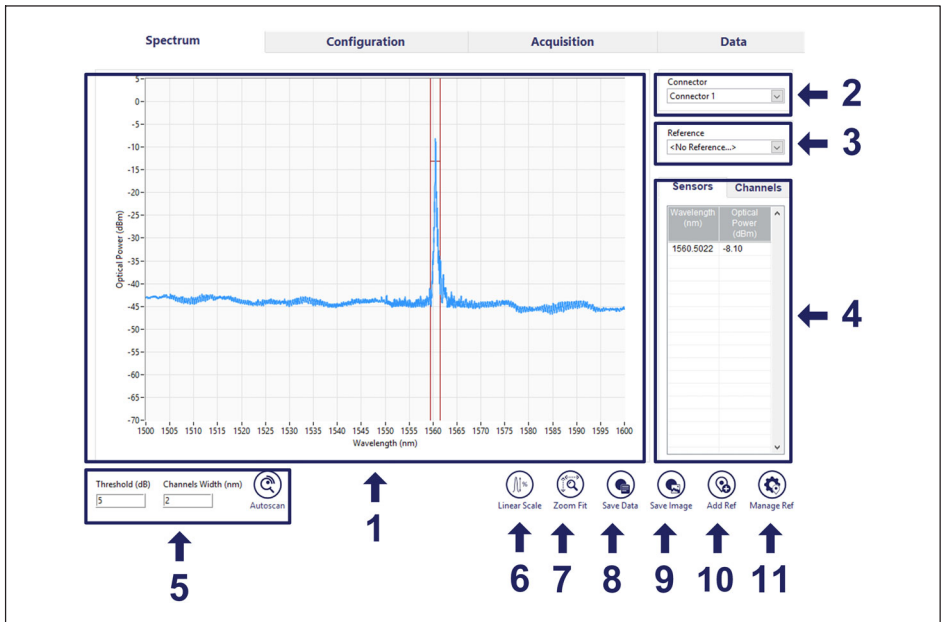 Spectrum Configuration Acquisition Data
Connector
Connector 1
2
Reference
<No Reference...>
3
Sensors Channels
Wavelength (nm) Optical Power (dBm)
1560.5022 -8.10
4
Optical Power (dBm)
5
0
-5
-10
-15
-20
-25
-30
-35
-40
-45
-50
-55
-60
-65
-70
1500 1505 1510 1515 1520 1525 1530 1535 1540 1545 1550 1555 1560 1565 1570 1575 1580 1585 1590 1595 1600
Wavelength (nm)
Threshold (dB) Channels Width (nm)
5 2
Autoscan
%
Linear Scale Zoom Fit Save Data Save Image Add Ref Manage Ref
1
5
6 7 8 9 10 11